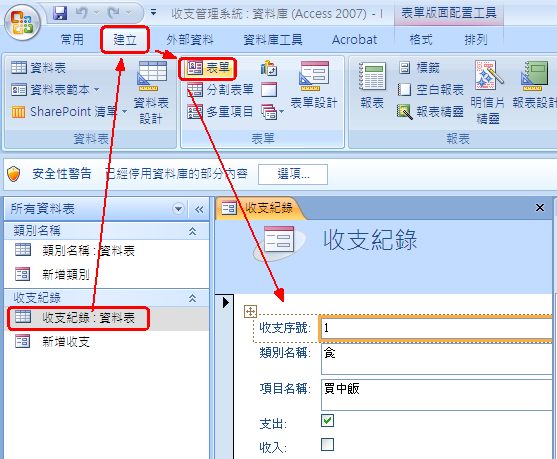 收支管理系統 : 資料庫 (Access 2007) -
表單版面配置工具
常用 建立 外部資料 資料庫工具 Acrobat 格式 排列
資料表
資料表範本
SharePoint 清單
資料表設計
資料表
表單
分割表單
多重項目
表單設計
表單
報表
標籤
空白報表
報表精靈
明信片精靈
報表設計
報表
安全性警告 已經停用資料庫的部分內容 選項...
所有資料表
類別名稱
類別名稱 : 資料表
新增類別
收支紀錄
收支紀錄 : 資料表
新增收支
收支紀錄
收支紀錄
收支序號: 1
類別名稱: 食
項目名稱: 買中飯
支出:
收入: